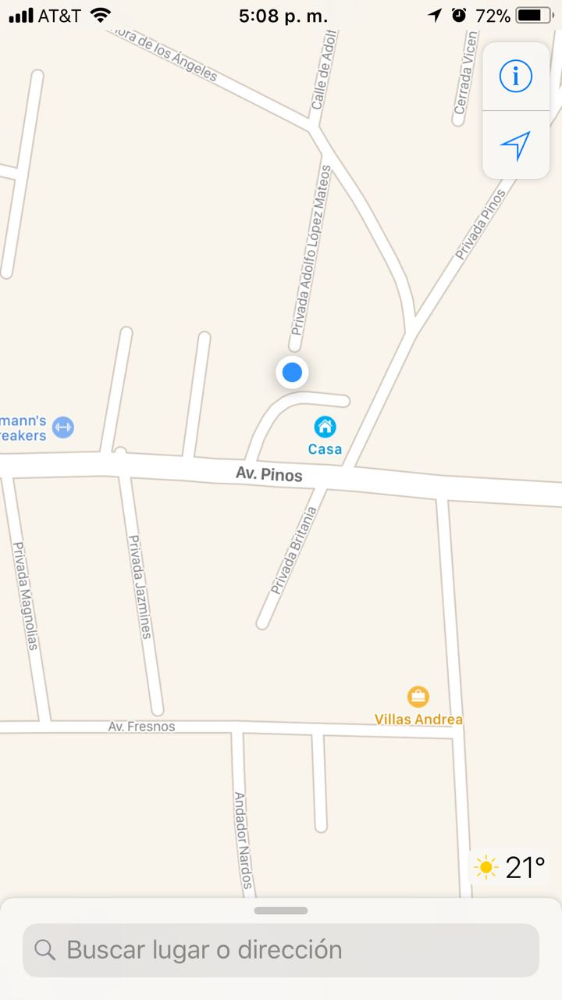 AT&T
5:08 p. m.
72%
ora de los Ángeles
Calle de Adolf
Cerrada Vicen
Privada Pinos
Privada Adolfo López Mateos
mann's
eakers
Casa
Av. Pinos
Privada Britania
Privada Magnolias
Privada Jazmines
Villas Andrea
Av. Fresnos
Andador Nardos
21°
Buscar lugar o dirección